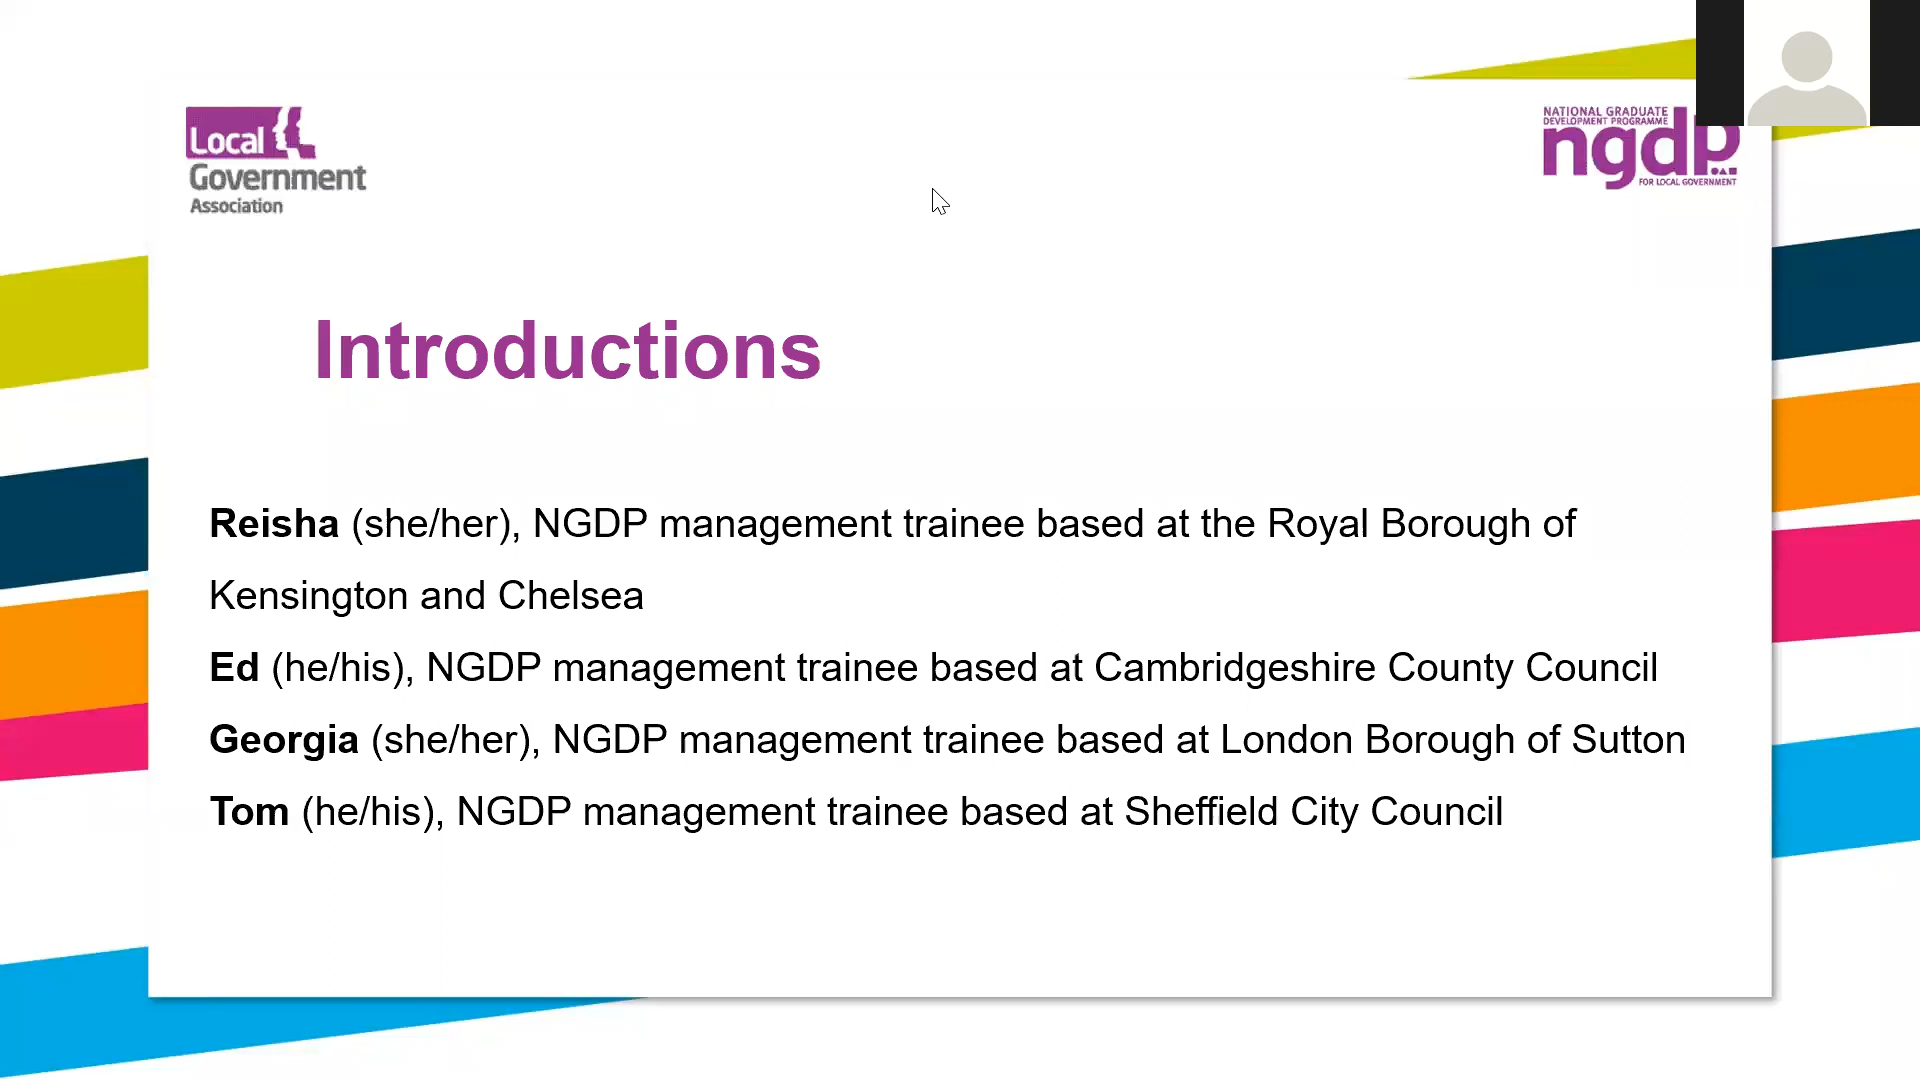 Local
Government
Association
NATIONAL GRADUATE
DEVELOPMENT PROGRAMME
ngdp
FOR LOCAL GOVERNMENT
Introductions
Reisha (she/her), NGDP management trainee based at the Royal Borough of
Kensington and Chelsea
Ed (he/his), NGDP management trainee based at Cambridgeshire County Council
Georgia (she/her), NGDP management trainee based at London Borough of Sutton
Tom (he/his), NGDP management trainee based at Sheffield City Council